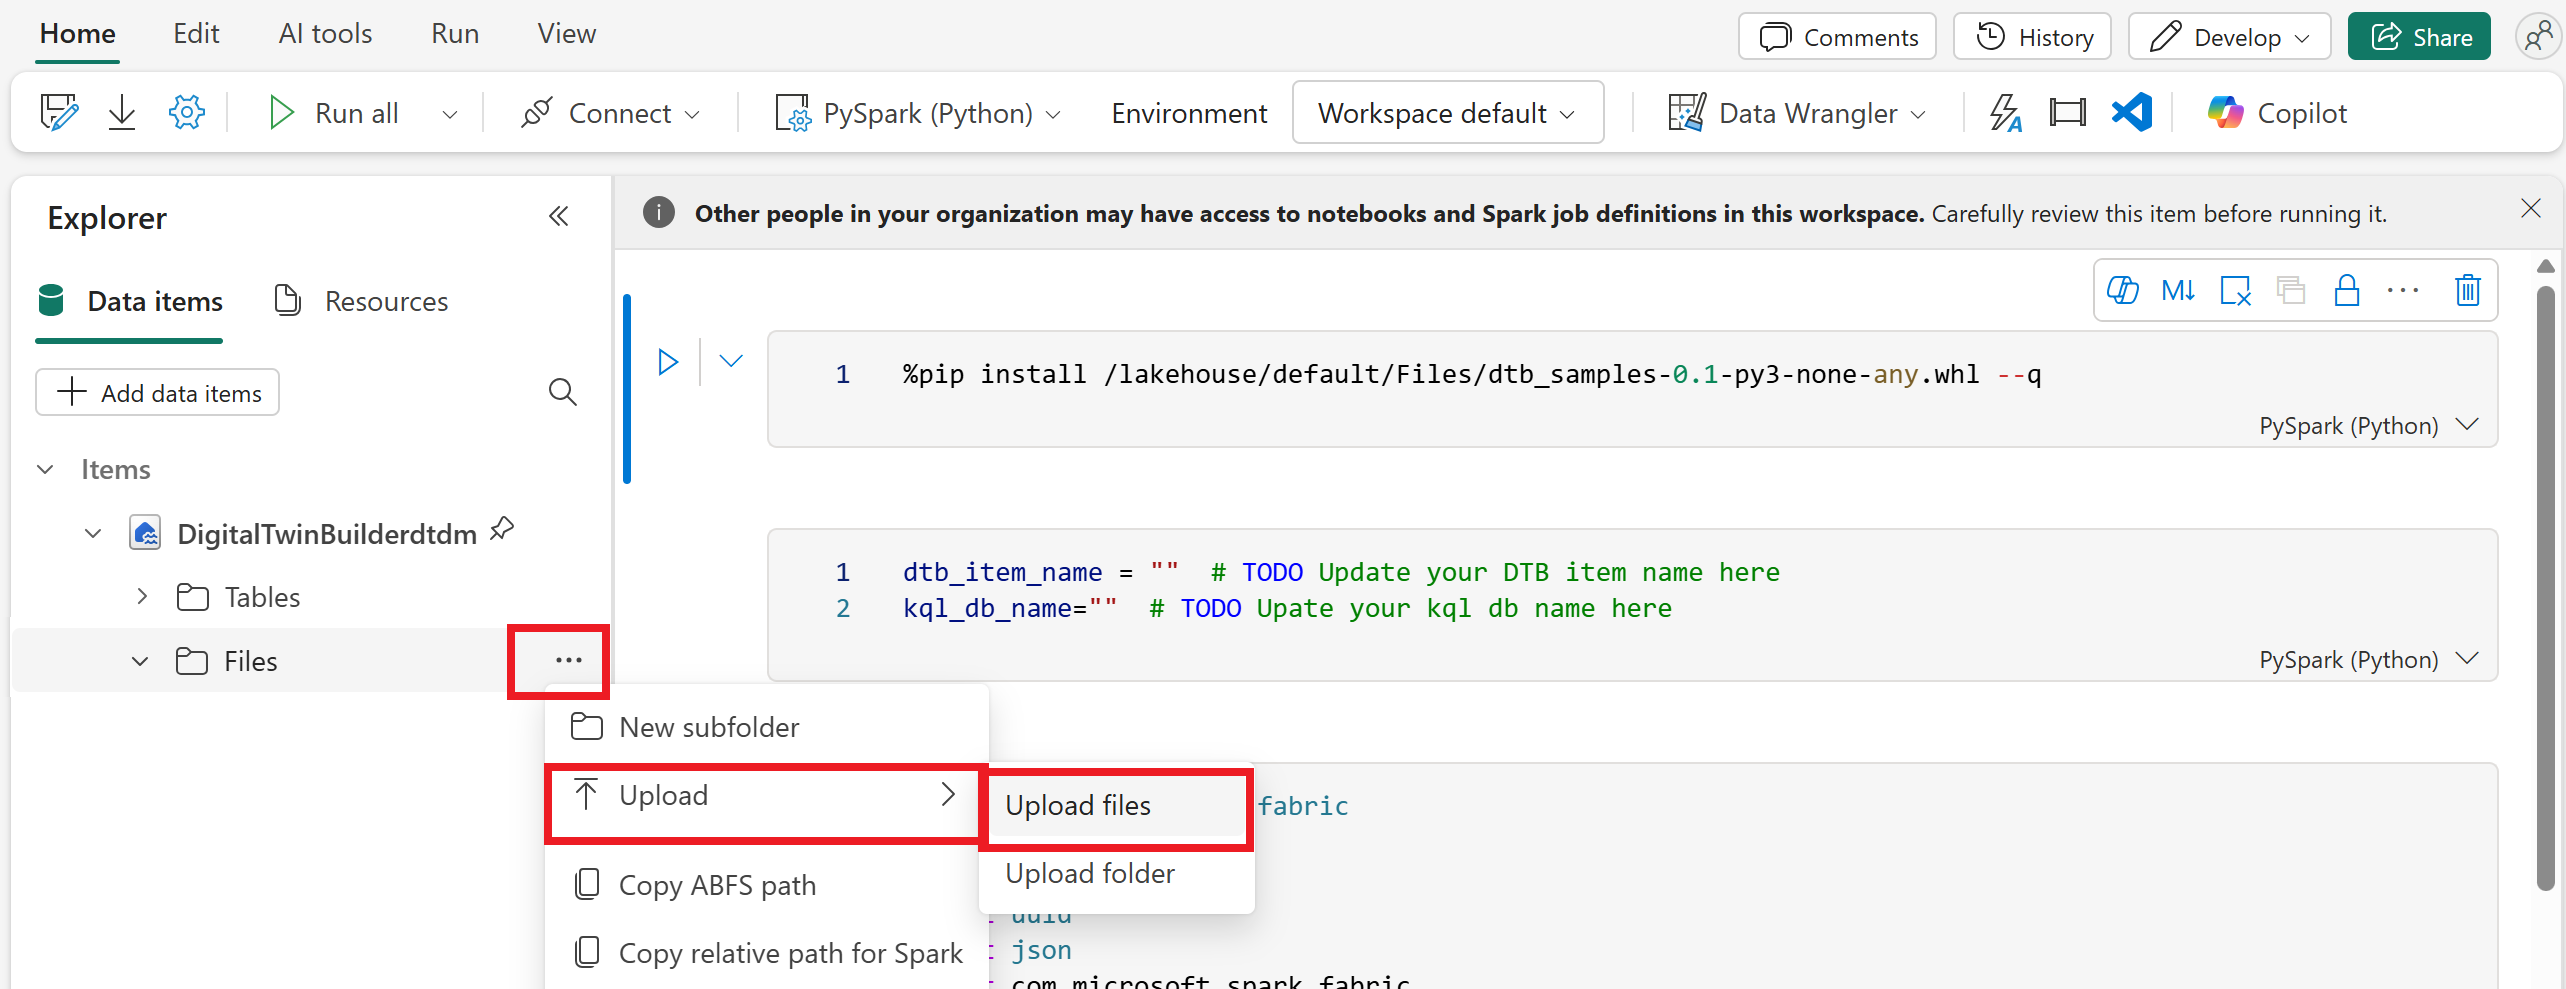 Home Edit AI tools Run View Comments History Develop Share
Run all Connect PySpark (Python) Environment Workspace default Data Wrangler Copilot
Explorer
Other people in your organization may have access to notebooks and Spark job definitions in this workspace. Carefully review this item before running it.
Data items Resources
M↓
Add data items
1 %pip install /lakehouse/default/Files/dtb_samples-0.1-py3-none-any.whl --q
PySpark (Python)
Items
DigitalTwinBuilderdtdm
Tables
Files
1 dtb_item_name = "" # TODO Update your DTB item name here
2 kql_db_name="" # TODO Upate your kql db name here
PySpark (Python)
New subfolder
Upload
Upload files
Upload folder
Copy ABFS path
Copy relative path for Spark
fabric
uuid
json
com.microsoft.spark.fabric